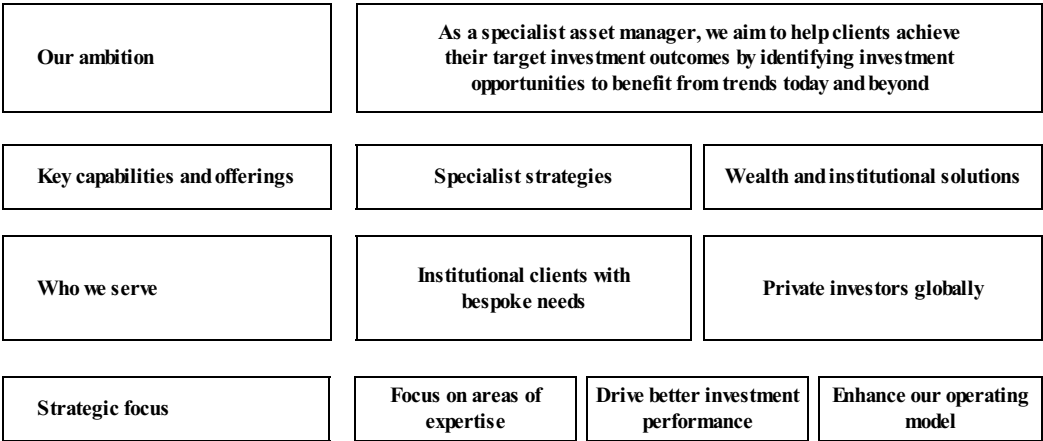 Our ambition
As a specialist asset manager, we aim to help clients achieve
their target investment outcomes by identifying investment
opportunities to benefit from trends today and beyond
Key capabilities and offerings
Specialist strategies
Wealth and institutional solutions
Who we serve
Institutional clients with
bespoke needs
Private investors globally
Strategic focus
Focus on areas of
expertise
Drive better investment
performance
Enhance our operating
model